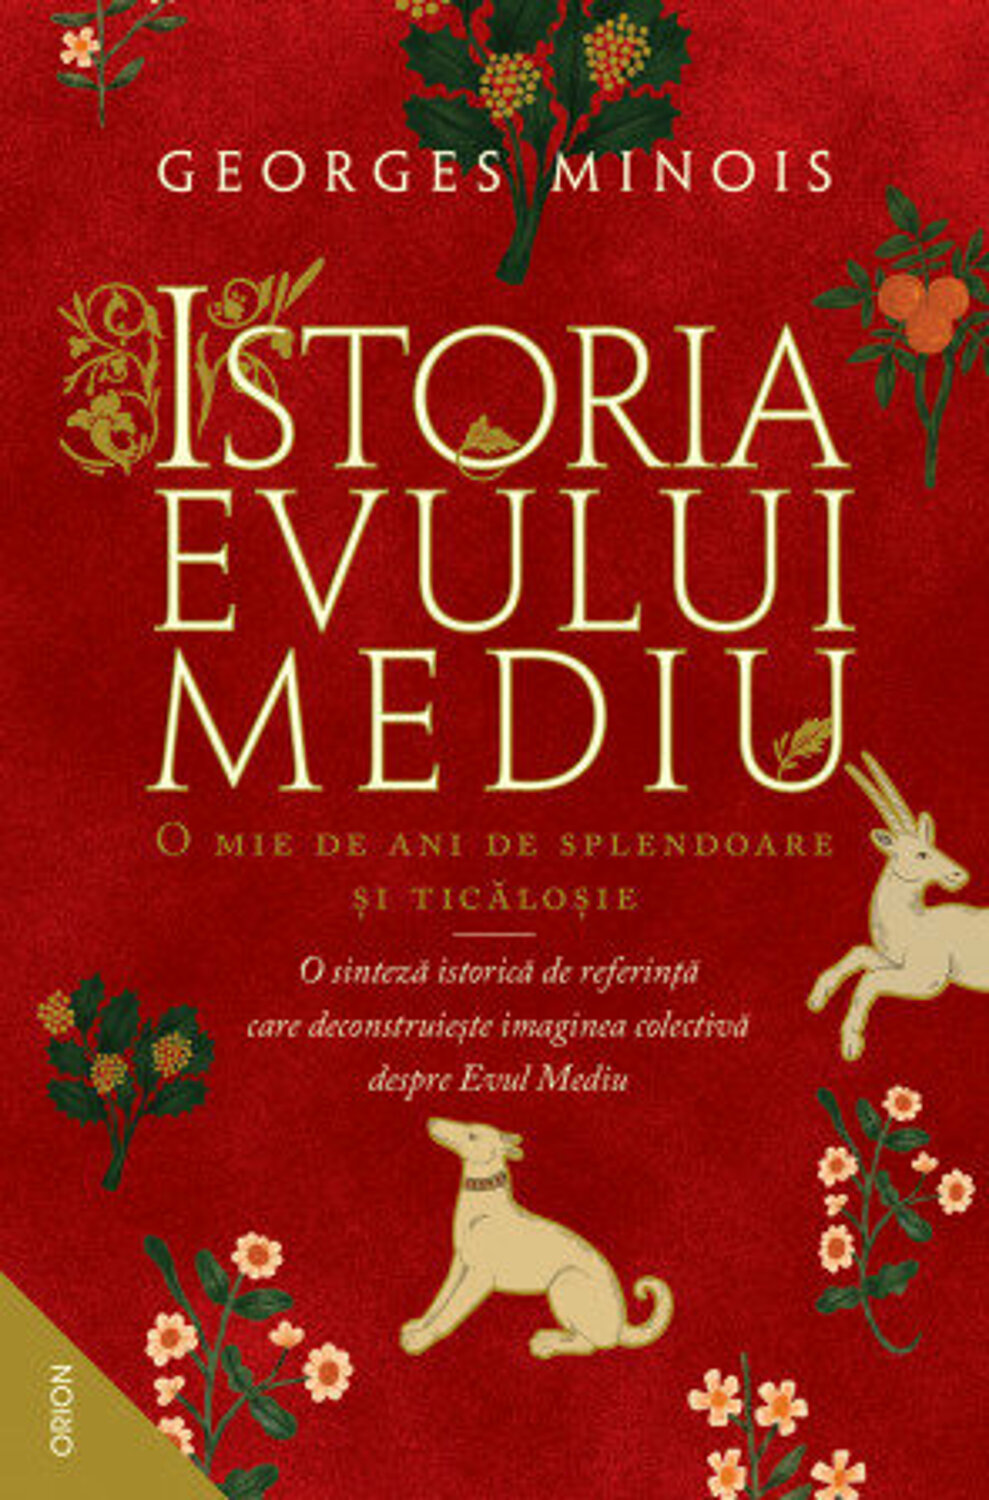 GEORGES MINOIS
ISTORIA
EVULUI
MEDIU
O MIE DE ANI DE SPLENDOARE
ȘI TICĂLOȘIE
O sinteză istorică de referință
care deconstruiește imaginea colectivă
despre Evul Mediu
ORION